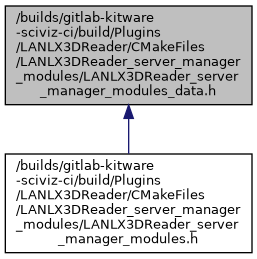 /builds/gitlab-kitware
-sciviz-ci/build/Plugins
/LANLX3DReader/CMakeFiles
/LANLX3DReader_server_manager
_modules/LANLX3DReader_server
_manager_modules_data.h
/builds/gitlab-kitware
-sciviz-ci/build/Plugins
/LANLX3DReader/CMakeFiles
/LANLX3DReader_server_manager
_modules/LANLX3DReader_server
_manager_modules.h